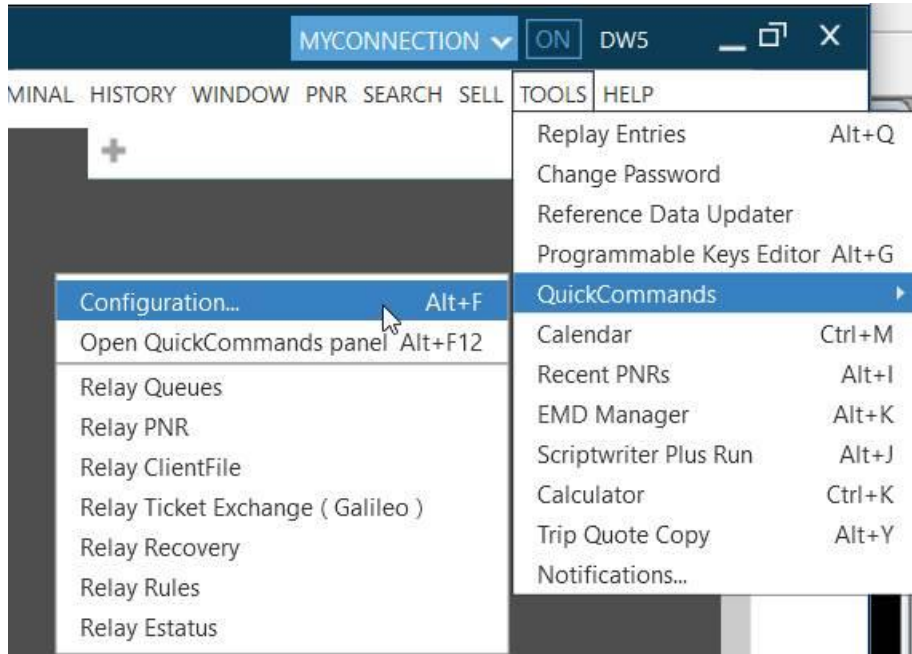 MYCONNECTION ON DW5
MINAL HISTORY WINDOW PNR SEARCH SELL TOOLS HELP
Replay Entries Alt+Q
Change Password
Reference Data Updater
Programmable Keys Editor Alt+G
QuickCommands
Calendar Ctrl+M
Recent PNRs Alt+I
EMD Manager Alt+K
Scriptwriter Plus Run Alt+J
Calculator Ctrl+K
Trip Quote Copy Alt+Y
Notifications...
Configuration... Alt+F
Open QuickCommands panel Alt+F12
Relay Queues
Relay PNR
Relay ClientFile
Relay Ticket Exchange ( Galileo )
Relay Recovery
Relay Rules
Relay Estatus